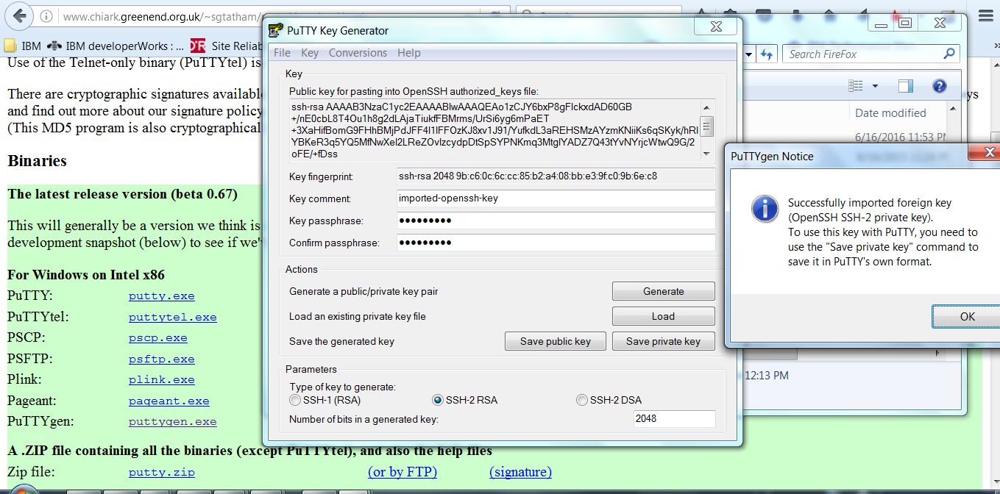 www.chiark.greenend.org.uk/~sgtatham/
IBM
IBM developerWorks : ...
Site Reliab
Use of the Telnet-only binary (PuTTYtel) is
There are cryptographic signatures available
and find out more about our signature policy
(This MD5 program is also cryptographical
Binaries
The latest release version (beta 0.67)
This will generally be a version we think is
development snapshot (below) to see if we'
For Windows on Intel x86
PuTTY: putty.exe
PuTTYtel: puttytel.exe
PSCP: pscp.exe
PSFTP: psftp.exe
Plink: plink.exe
Pageant: pageant.exe
PuTTYgen: puttygen.exe
A .ZIP file containing all the binaries (except PuTTYtel), and also the help files
Zip file: putty.zip (or by FTP) (signature)
PuTTY Key Generator
File Key Conversions Help
Key
Public key for pasting into OpenSSH authorized_keys file:
ssh-rsa AAAAB3NzaC1yc2EAAAABIwAAAQEAo1zCJY6bxP8gFlckxdAD60GB
+/nE0cbL8T4Ou1h8g2dLAjaTiukfFBMrms/UrSi6yg6mPaET
+3XaHifBomG9FHhBMjPdJFF4I1IFFOzKJ8xv1J91/YufkdL3aREHSMzAYzmKNiiKs6qSKyk/hRl
YBKeR3q5YQ5MfNwXel2LReZOvlzcydpDtSpSYPNKmq3MtglYADZ7Q43tYvNYrjcWtwQ9G/2
oFE/+fDss
Key fingerprint: ssh-rsa 2048 9b:c6:0c:6c:cc:85:b2:a4:08:bb:e3:9f:c0:9b:6e:c8
Key comment: imported-openssh-key
Key passphrase: ●●●●●●●●●
Confirm passphrase: ●●●●●●●●●
Actions
Generate a public/private key pair Generate
Load an existing private key file Load
Save the generated key Save public key Save private key
Parameters
Type of key to generate:
SSH-1 (RSA) SSH-2 RSA SSH-2 DSA
Number of bits in a generated key: 2048
Search FireFox
ys
Date modified
6/16/2016 11:53 PM
12:13 PM
PuTTYgen Notice
Successfully imported foreign key
(OpenSSH SSH-2 private key).
To use this key with PuTTY, you need to
use the "Save private key" command to
save it in PuTTY's own format.
OK